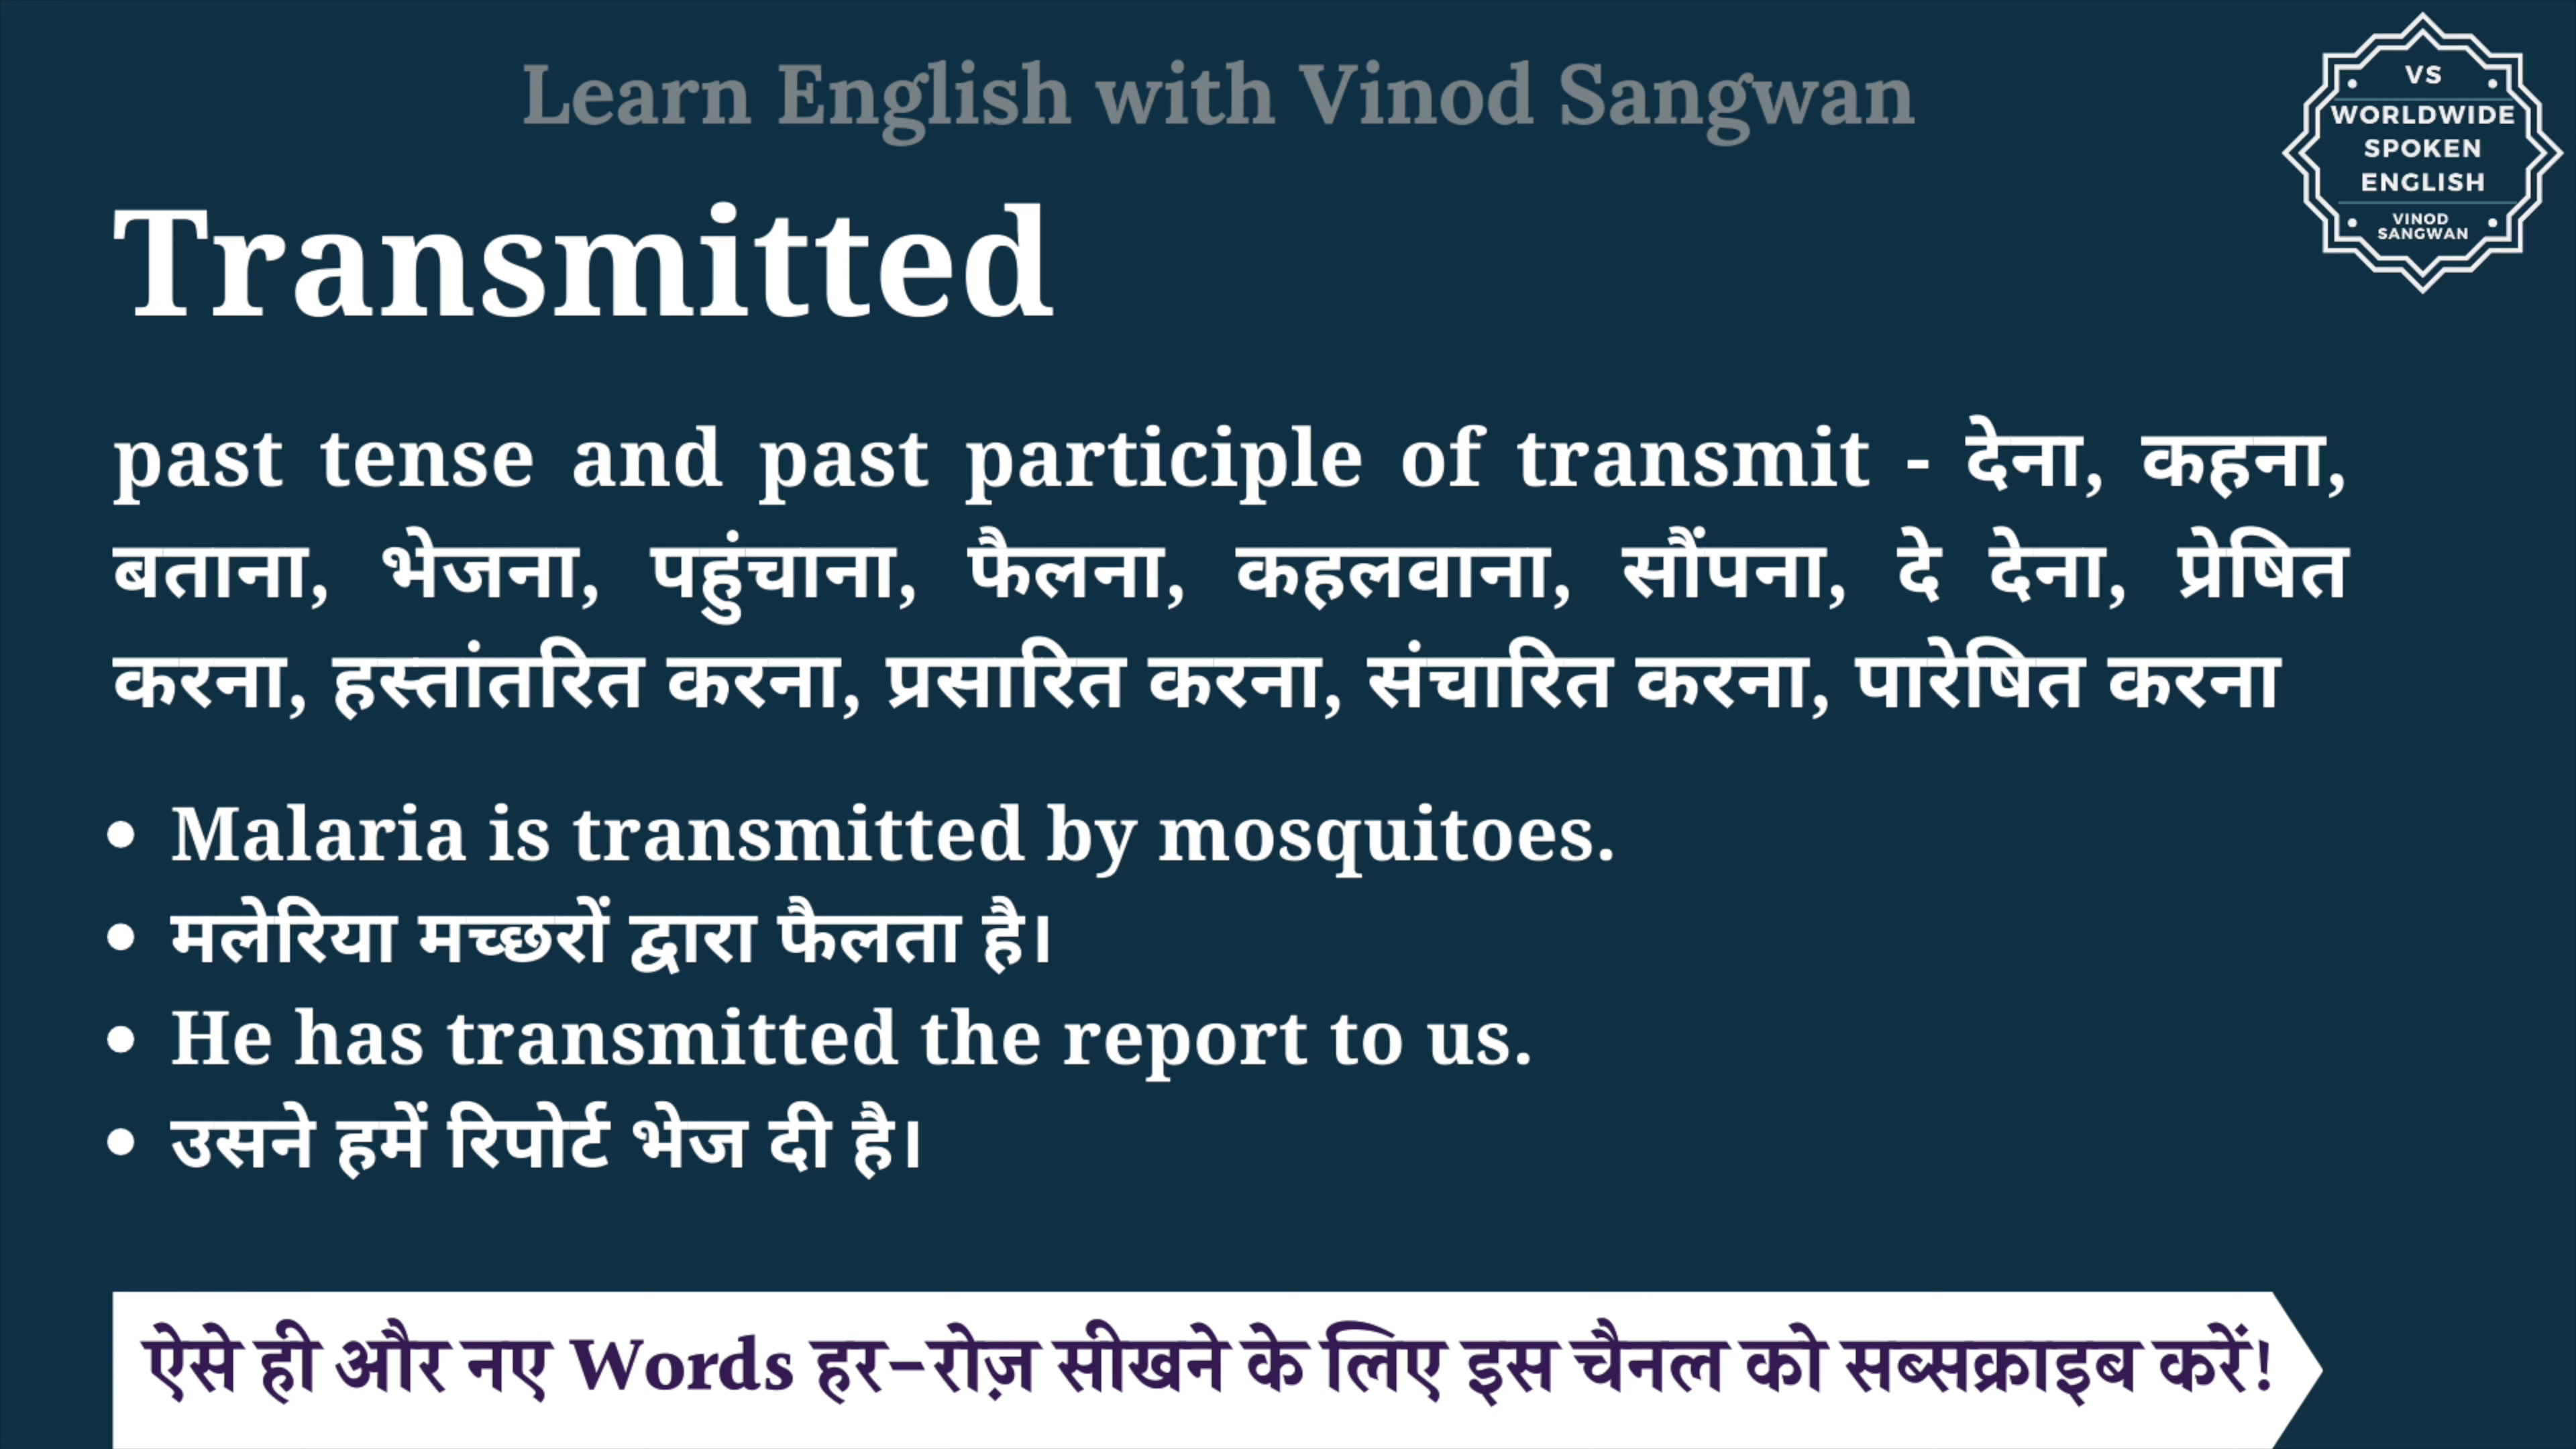 Learn English with Vinod Sangwan
VS
WORLDWIDE
SPOKEN
ENGLISH
VINOD
SANGWAN
Transmitted
past tense and past participle of transmit - देना, कहना,
बताना, भेजना, पहुंचाना, फैलना, कहलवाना, सौंपना, दे देना, प्रेषित
करना, हस्तांतरित करना, प्रसारित करना, संचारित करना, पारेषित करना
• Malaria is transmitted by mosquitoes.
• मलेरिया मच्छरों द्वारा फैलता है।
• He has transmitted the report to us.
• उसने हमें रिपोर्ट भेज दी है।
ऐसे ही और नए Words हर-रोज़ सीखने के लिए इस चैनल को सब्सक्राइब करें!